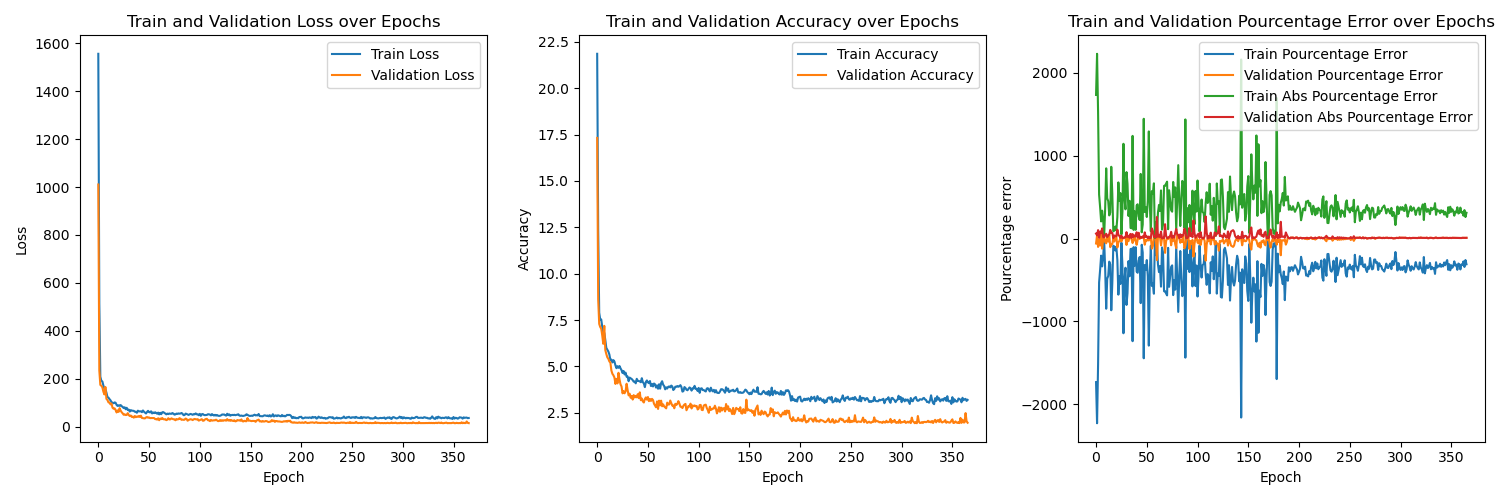 Train and Validation Loss over Epochs
Train Loss
Validation Loss
Loss
1600
1400
1200
1000
800
600
400
200
0
0 50 100 150 200 250 300 350
Epoch
Train and Validation Accuracy over Epochs
Train Accuracy
Validation Accuracy
Accuracy
22.5
20.0
17.5
15.0
12.5
10.0
7.5
5.0
2.5
0 50 100 150 200 250 300 350
Epoch
Train and Validation Pourcentage Error over Epochs
Train Pourcentage Error
Validation Pourcentage Error
Train Abs Pourcentage Error
Validation Abs Pourcentage Error
Pourcentage error
2000
1000
0
−1000
−2000
0 50 100 150 200 250 300 350
Epoch